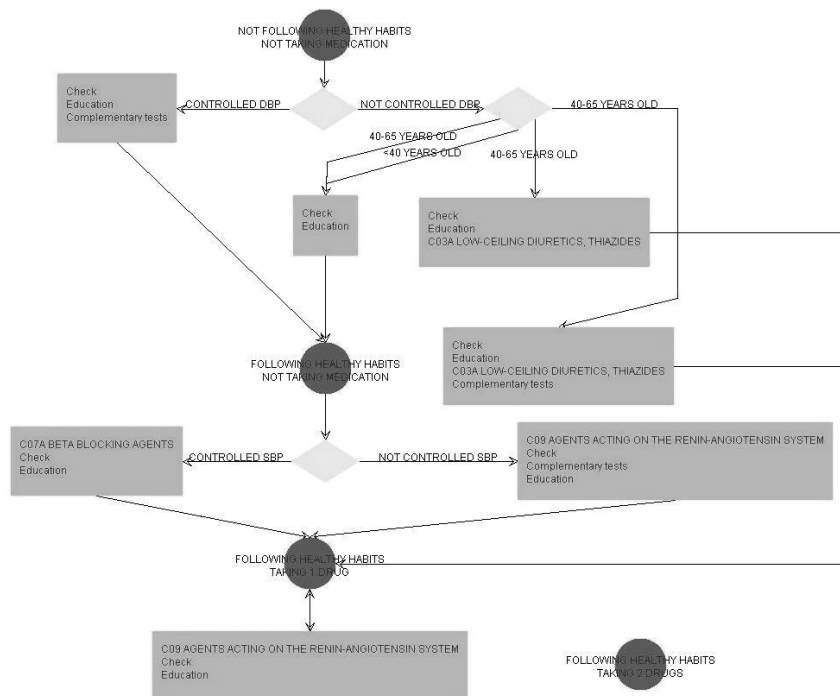 NOT FOLLOWING HEALTHY HABITS
NOT TAKING MEDICATION
Check
Education
Complementary tests
CONTROLLED DBP
NOT CONTROLLED DBP
40-65 YEARS OLD
40-65 YEARS OLD
<40 YEARS OLD
40-65 YEARS OLD
Check
Education
Check
Education
C03A LOW-CEILING DIURETICS, THIAZIDES
Check
Education
C03A LOW-CEILING DIURETICS, THIAZIDES
Complementary tests
FOLLOWING HEALTHY HABITS
NOT TAKING MEDICATION
C07A BETA BLOCKING AGENTS
Check
Education
CONTROLLED SBP
NOT CONTROLLED SBP
C09 AGENTS ACTING ON THE RENIN-ANGIOTENSIN SYSTEM
Check
Complementary tests
Education
FOLLOWING HEALTHY HABITS
TAKING 1 DRUG
C09 AGENTS ACTING ON THE RENIN-ANGIOTENSIN SYSTEM
Check
Education
FOLLOWING HEALTHY HABITS
TAKING 2 DRUGS